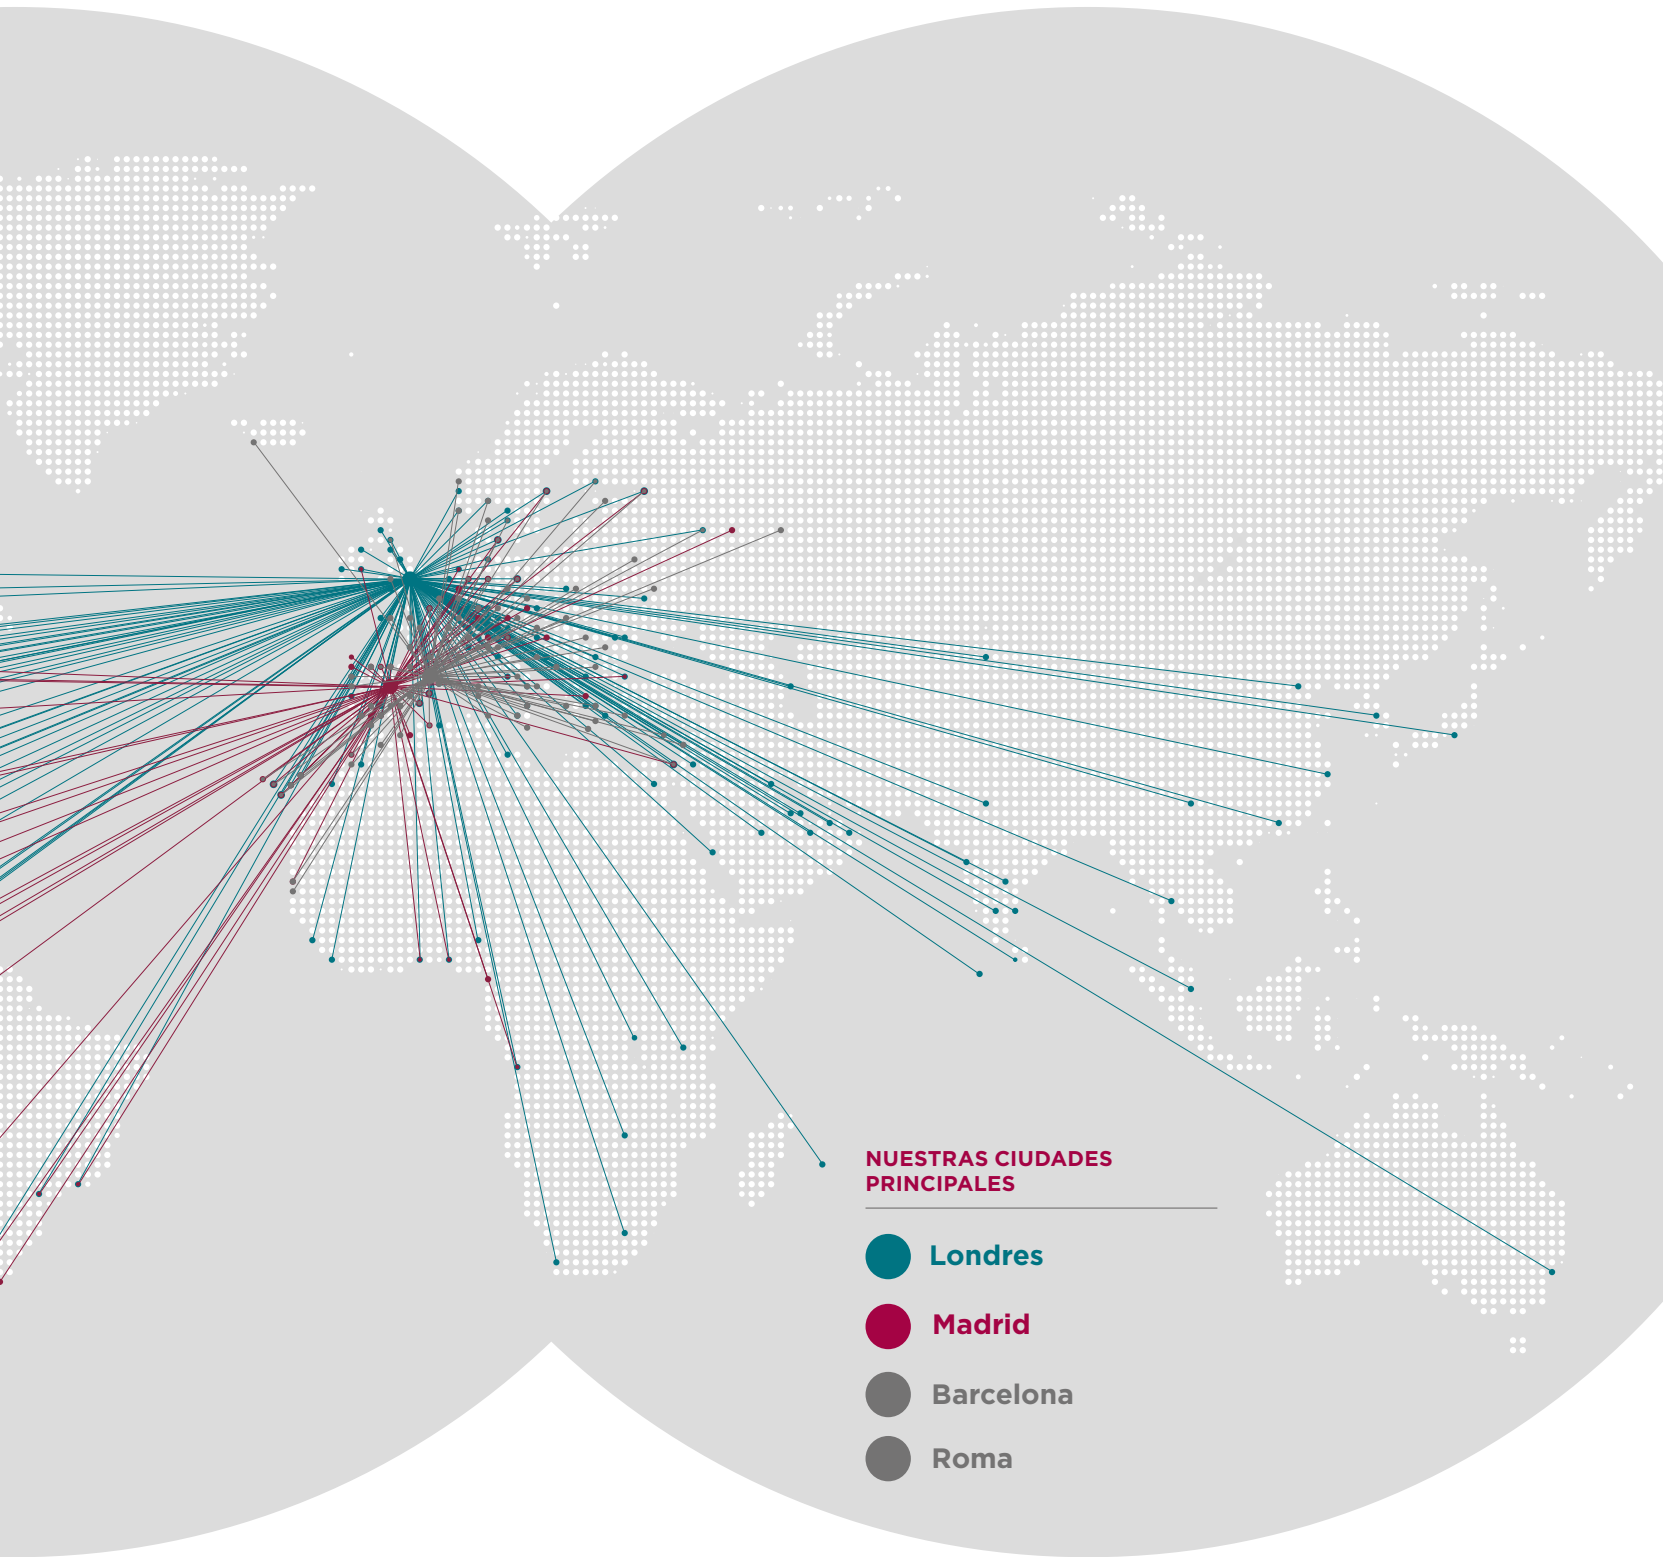 NUESTRAS CIUDADES
PRINCIPALES
Londres
Madrid
Barcelona
Roma